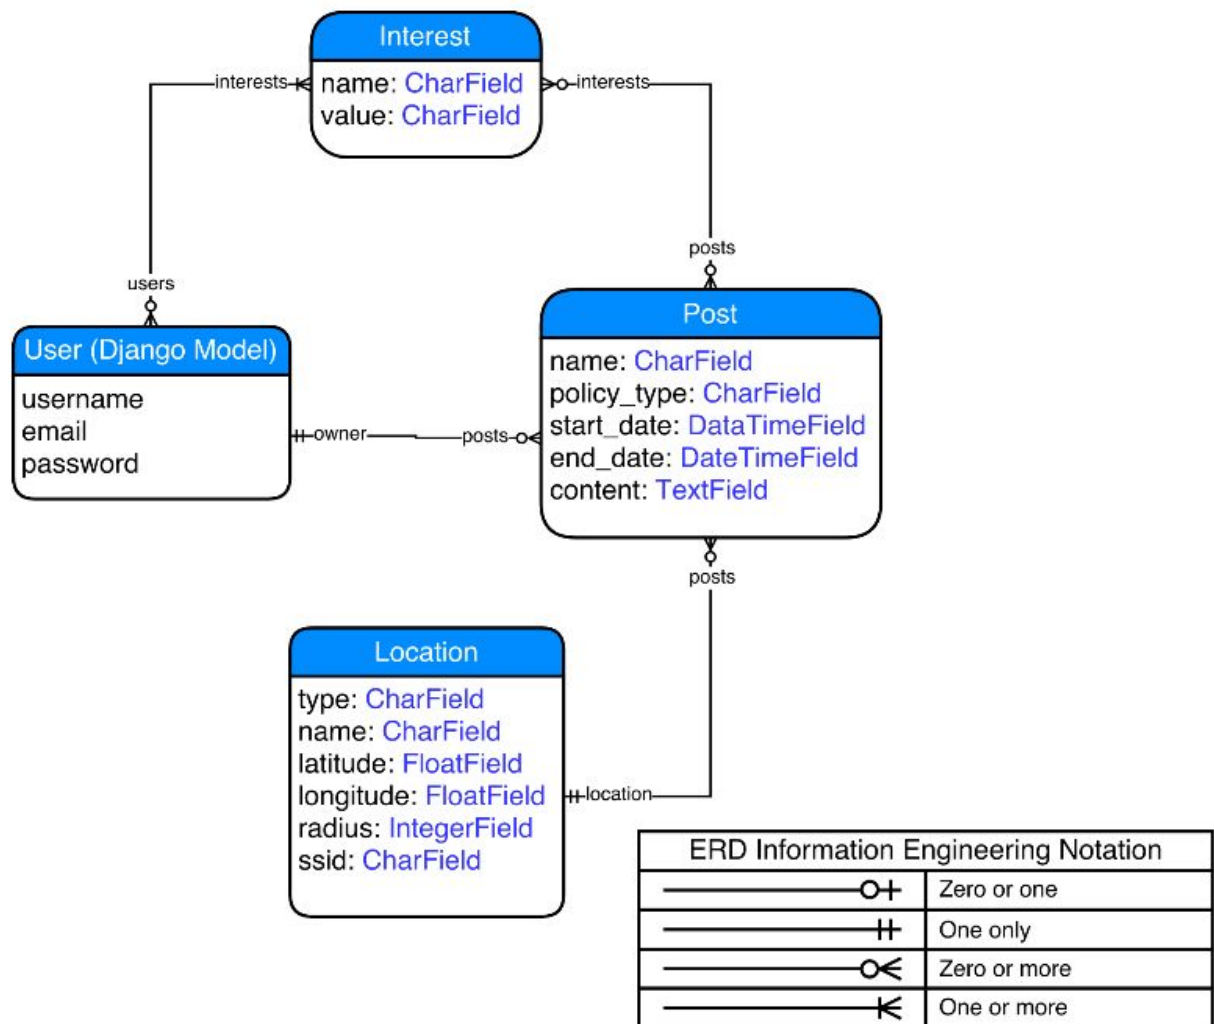 Interest
name: CharField
value: CharField
interests
interests
users
posts
User (Django Model)
username
email
password
owner
posts
Post
name: CharField
policy_type: CharField
start_date: DataTimeField
end_date: DateTimeField
content: TextField
posts
Location
type: CharField
name: CharField
latitude: FloatField
longitude: FloatField
radius: IntegerField
ssid: CharField
location
ERD Information Engineering Notation
Zero or one
One only
Zero or more
One or more